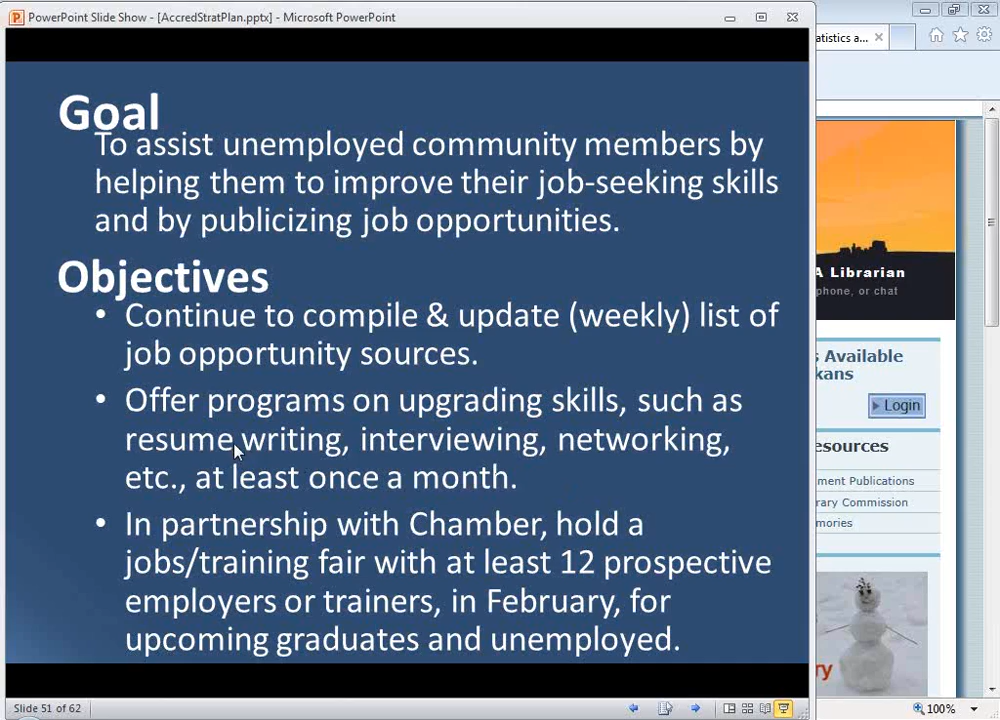 PowerPoint Slide Show - [AccredStratPlan.pptx] - Microsoft PowerPoint
Goal
To assist unemployed community members by
helping them to improve their job-seeking skills
and by publicizing job opportunities.
Objectives
• Continue to compile & update (weekly) list of
job opportunity sources.
• Offer programs on upgrading skills, such as
resume writing, interviewing, networking,
etc., at least once a month.
• In partnership with Chamber, hold a
jobs/training fair with at least 12 prospective
employers or trainers, in February, for
upcoming graduates and unemployed.
Slide 51 of 62
atistics a...
A Librarian
phone, or chat
s Available
kans
Login
esources
ment Publications
rary Commission
mories
ry
100%